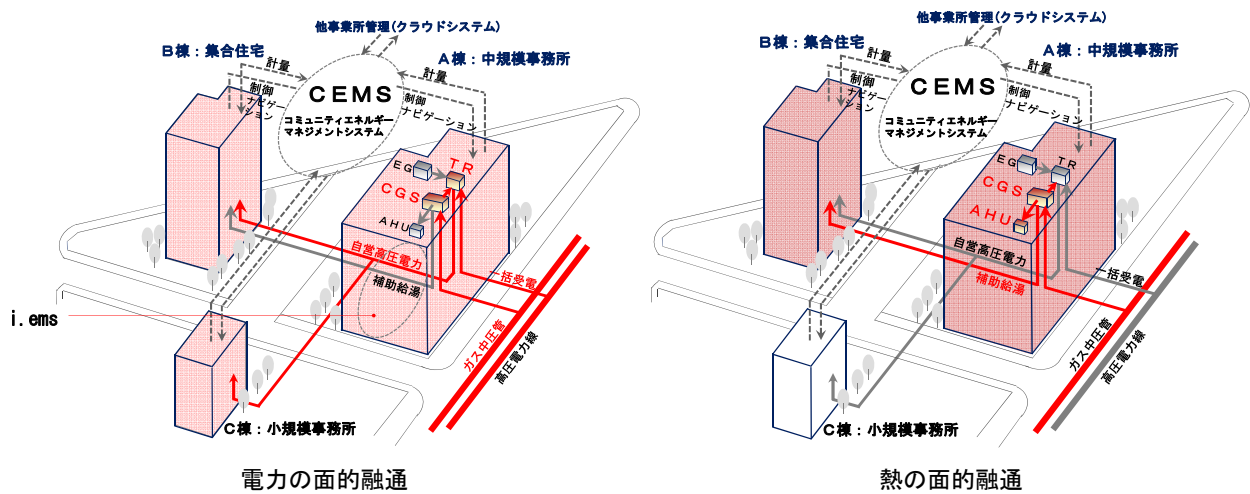 他事業所管理(クラウドシステム)
B棟：集合住宅
A棟：中規模事務所
計量
計量
制御
ナビゲーション
制御
ナビゲーション
CEMS
コミュニティエネルギー
マネジメントシステム
EG
TR
CGS
AHU
自営高圧電力
補助給湯
一括受電
i.ems
ガス中圧管
高圧電力線
C棟：小規模事務所
電力の面的融通
他事業所管理(クラウドシステム)
B棟：集合住宅
A棟：中規模事務所
計量
計量
制御
ナビゲーション
制御
ナビゲーション
CEMS
コミュニティエネルギー
マネジメントシステム
EG
TR
CGS
AHU
自営高圧電力
補助給湯
一括受電
ガス中圧管
高圧電力線
C棟：小規模事務所
熱の面的融通